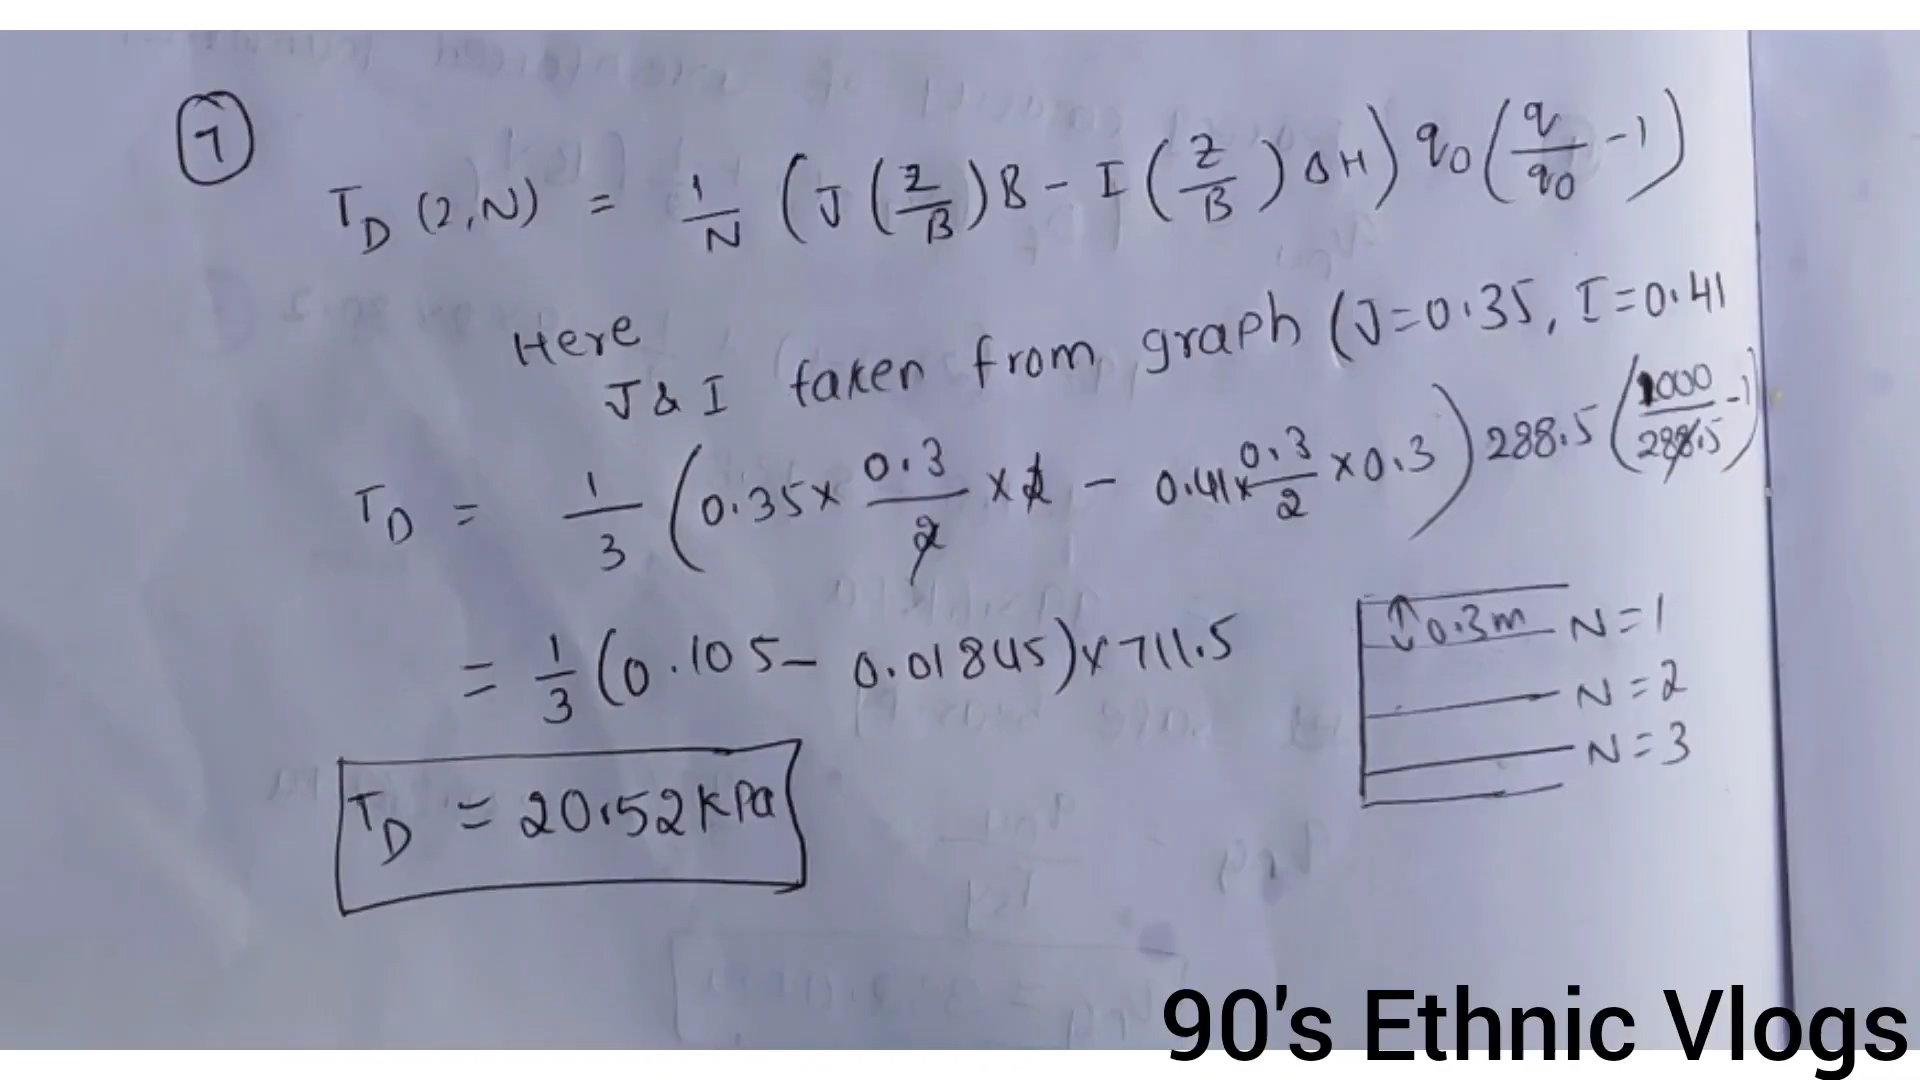 7
T_D (2,N) = 1/N (J(Z/B)B - I(Z/B)ΔH) q0 (q/q0 - 1)
Here
J & I taken from graph (J=0.35, I=0.41
T_D = 1/3 (0.35 x 0.3/2 x 2 - 0.41 x 0.3/2 x 0.3) 288.5 (1000/288.5 - 1)
= 1/3 (0.105 - 0.01845) x 711.5
T_D = 20.52 kPa
0.3m N=1
N=2
N=3
90's Ethnic Vlogs